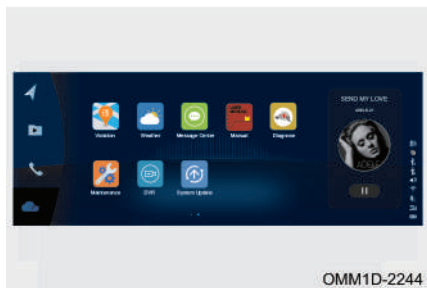 SEND MY LOVE
ADELE
Violation
Weather
Message Center
Manual
Diagnose
Maintenance
DVR
System Update
OMM1D-2244